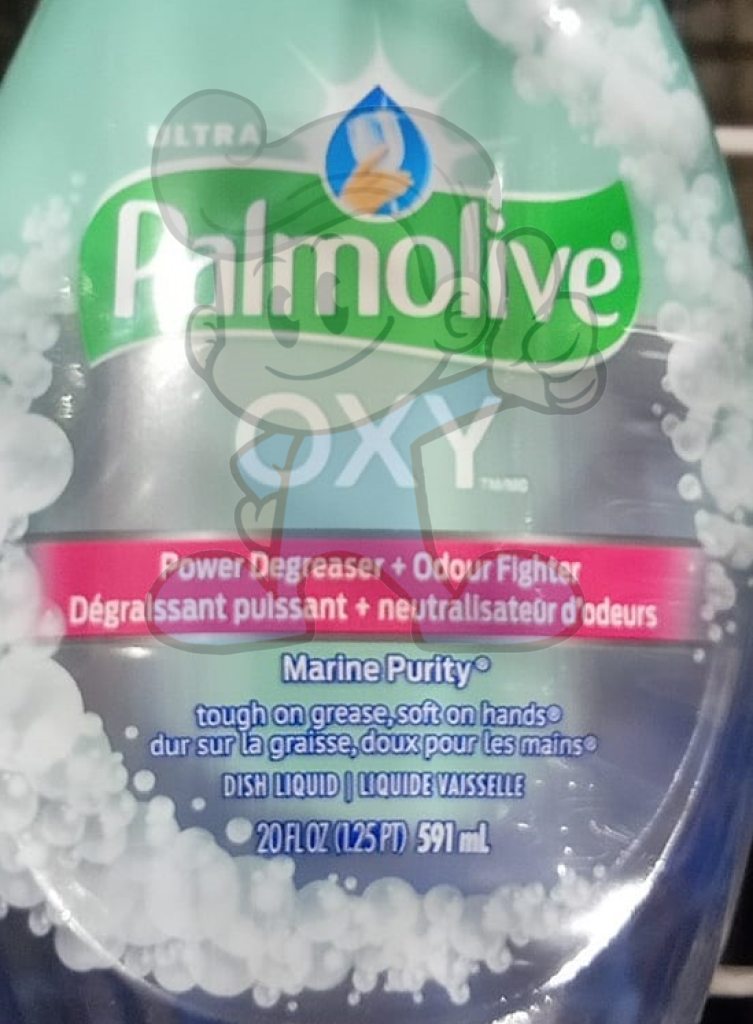 ULTRA
Palmolive®
OXY
TM/MC
Power Degreaser + Odour Fighter
Dégraissant puissant + neutralisateur d'odeurs
Marine Purity®
tough on grease, soft on hands®
dur sur la graisse, doux pour les mains®
DISH LIQUID | LIQUIDE VAISSELLE
20 FL OZ (1.25 PT) 591 mL